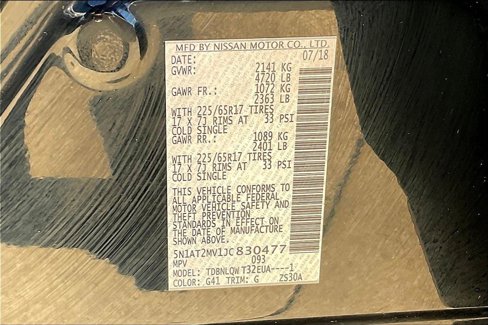 MFD BY NISSAN MOTOR CO., LTD.
DATE: 07/18
GVWR: 2141 KG
4720 LB
GAWR FR.: 1072 KG
2363 LB
WITH 225/65R17 TIRES
17 X 7J RIMS AT 33 PSI
COLD SINGLE
GAWR RR.: 1089 KG
2401 LB
WITH 225/65R17 TIRES
17 X 7J RIMS AT 33 PSI
COLD SINGLE
THIS VEHICLE CONFORMS TO
ALL APPLICABLE FEDERAL
MOTOR VEHICLE SAFETY AND
THEFT PREVENTION
STANDARDS IN EFFECT ON
THE DATE OF MANUFACTURE
SHOWN ABOVE.
5N1AT2MV1JC830477
MPV 093
MODEL: TDBNLQW T32EUA----1
COLOR: G41 TRIM: G ZS30A